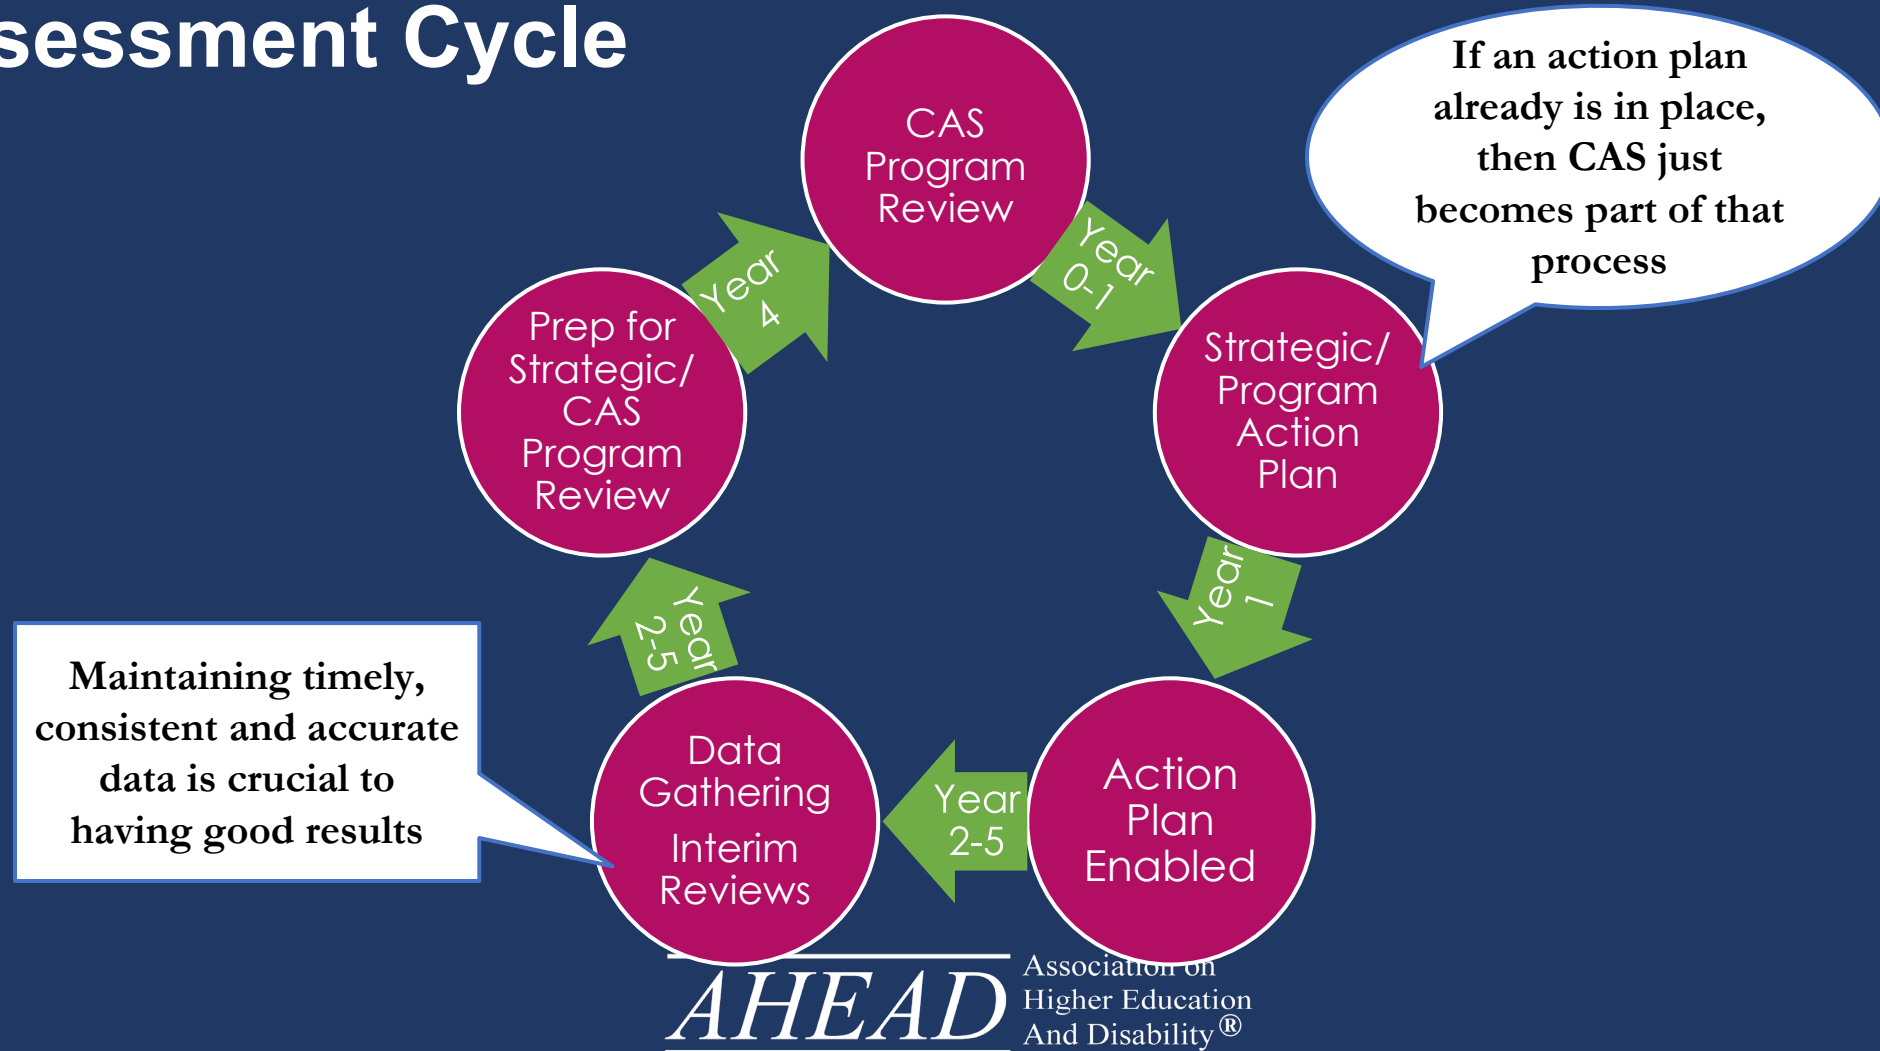 sessment Cycle
CAS
Program
Review
If an action plan
already is in place,
then CAS just
becomes part of that
process
Year
0-1
Strategic/
Program
Action
Plan
Year
1
Action
Plan
Enabled
Year
2-5
Data
Gathering
Interim
Reviews
Maintaining timely,
consistent and accurate
data is crucial to
having good results
Year
2-5
Prep for
Strategic/
CAS
Program
Review
Year
4
AHEAD
Association on
Higher Education
And Disability®